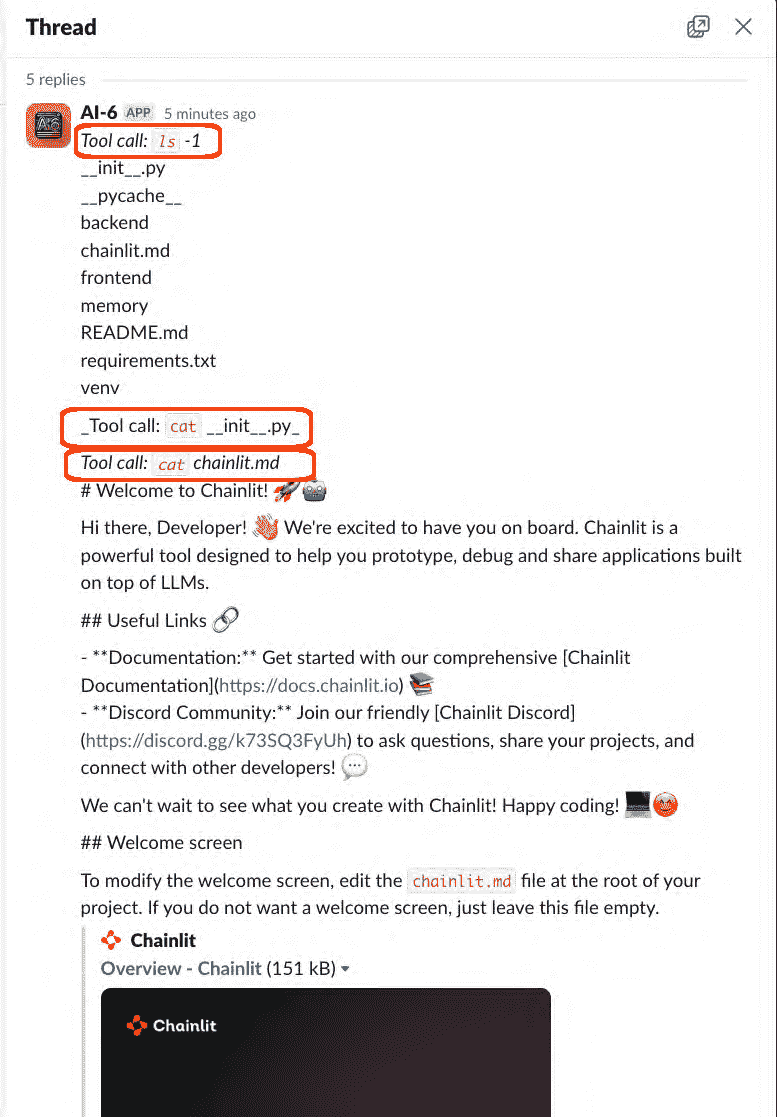 Thread
5 replies
AI-6 APP 5 minutes ago
Tool call: ls -1
__init__.py
__pycache__
backend
chainlit.md
frontend
memory
README.md
requirements.txt
venv
_Tool call: cat __init__.py_
Tool call: cat chainlit.md
# Welcome to Chainlit! 🚀🤖
Hi there, Developer! 👋 We're excited to have you on board. Chainlit is a
powerful tool designed to help you prototype, debug and share applications built
on top of LLMs.
## Useful Links 🔗
- **Documentation:** Get started with our comprehensive [Chainlit
Documentation](https://docs.chainlit.io) 📚
- **Discord Community:** Join our friendly [Chainlit Discord]
(https://discord.gg/k73SQ3FyUh) to ask questions, share your projects, and
connect with other developers! 💬
We can't wait to see what you create with Chainlit! Happy coding! 💻😊
## Welcome screen
To modify the welcome screen, edit the chainlit.md file at the root of your
project. If you do not want a welcome screen, just leave this file empty.
Chainlit
Overview - Chainlit (151 kB)
Chainlit